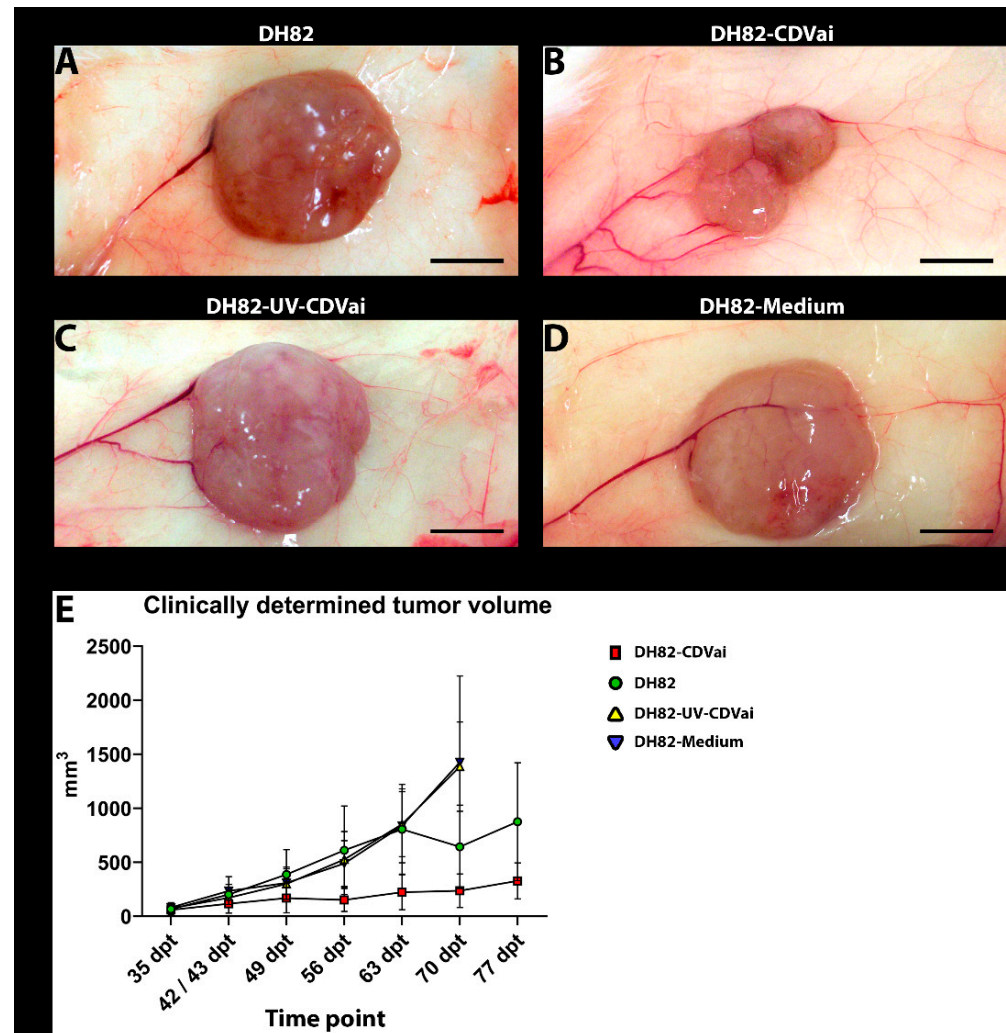 DH82
DH82-CDVai
A
B
DH82-UV-CDVai
DH82-Medium
C
D
E
Clinically determined tumor volume
2500
2000
1500
1000
500
0
mm³
35 dpt
42 / 43 dpt
49 dpt
56 dpt
63 dpt
70 dpt
77 dpt
Time point
DH82-CDVai
DH82
DH82-UV-CDVai
DH82-Medium